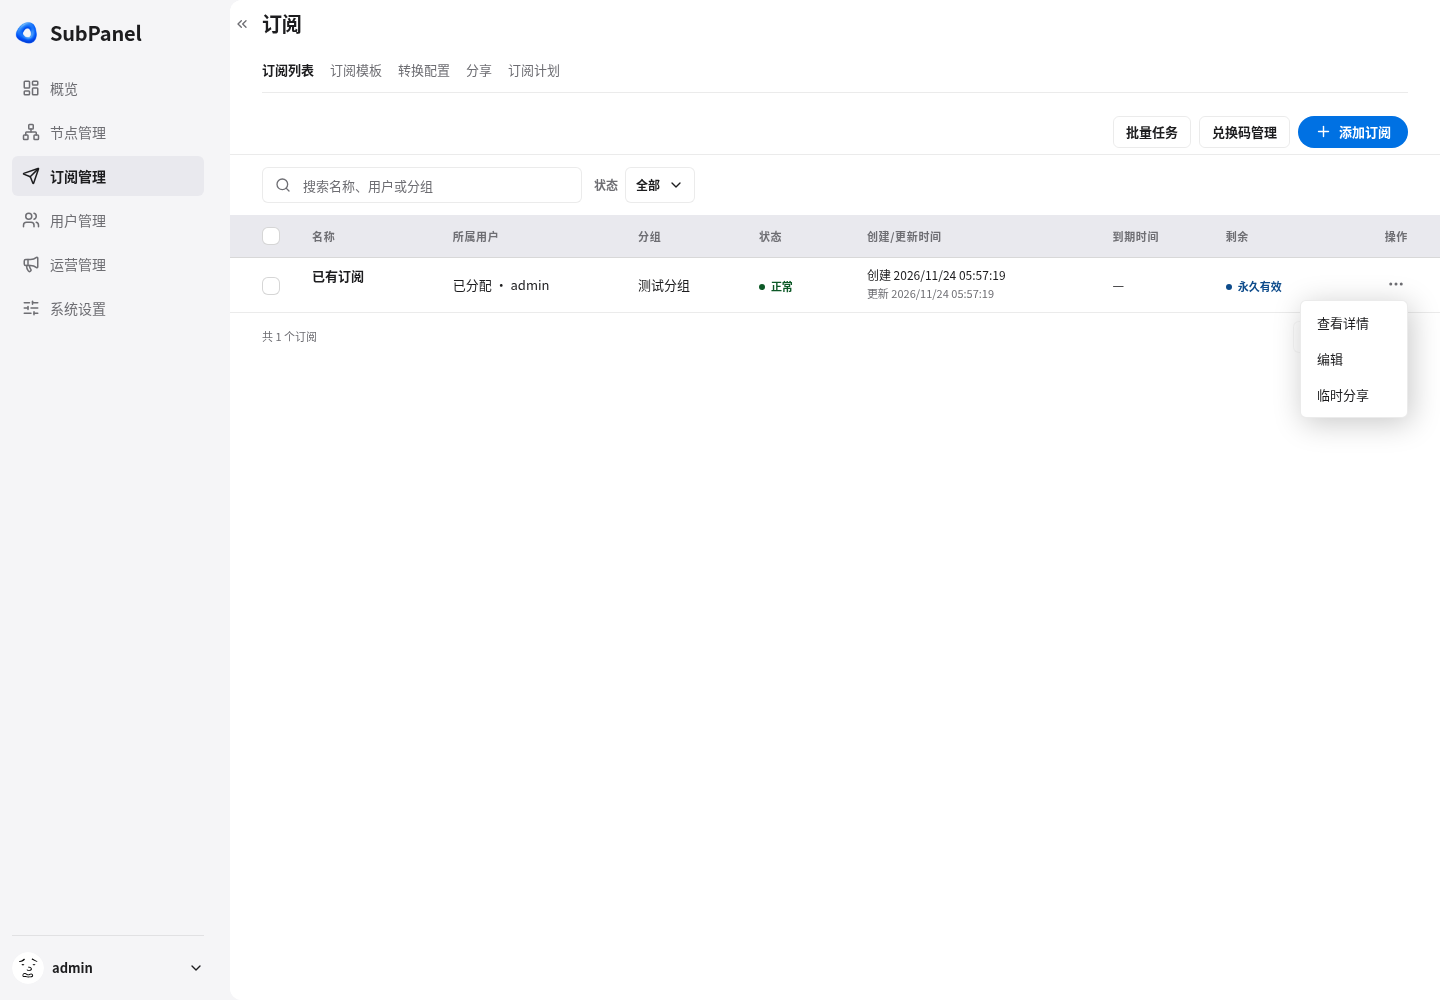 SubPanel
概览
节点管理
订阅管理
用户管理
运营管理
系统设置
admin
订阅
订阅列表 订阅模板 转换配置 分享 订阅计划
批量任务 兑换码管理 添加订阅
搜索名称、用户或分组 状态 全部
名称 所属用户 分组 状态 创建/更新时间 到期时间 剩余 操作
已有订阅 已分配 · admin 测试分组 正常 创建 2026/11/24 05:57:19 — 永久有效
更新 2026/11/24 05:57:19
共 1 个订阅
查看详情
编辑
临时分享